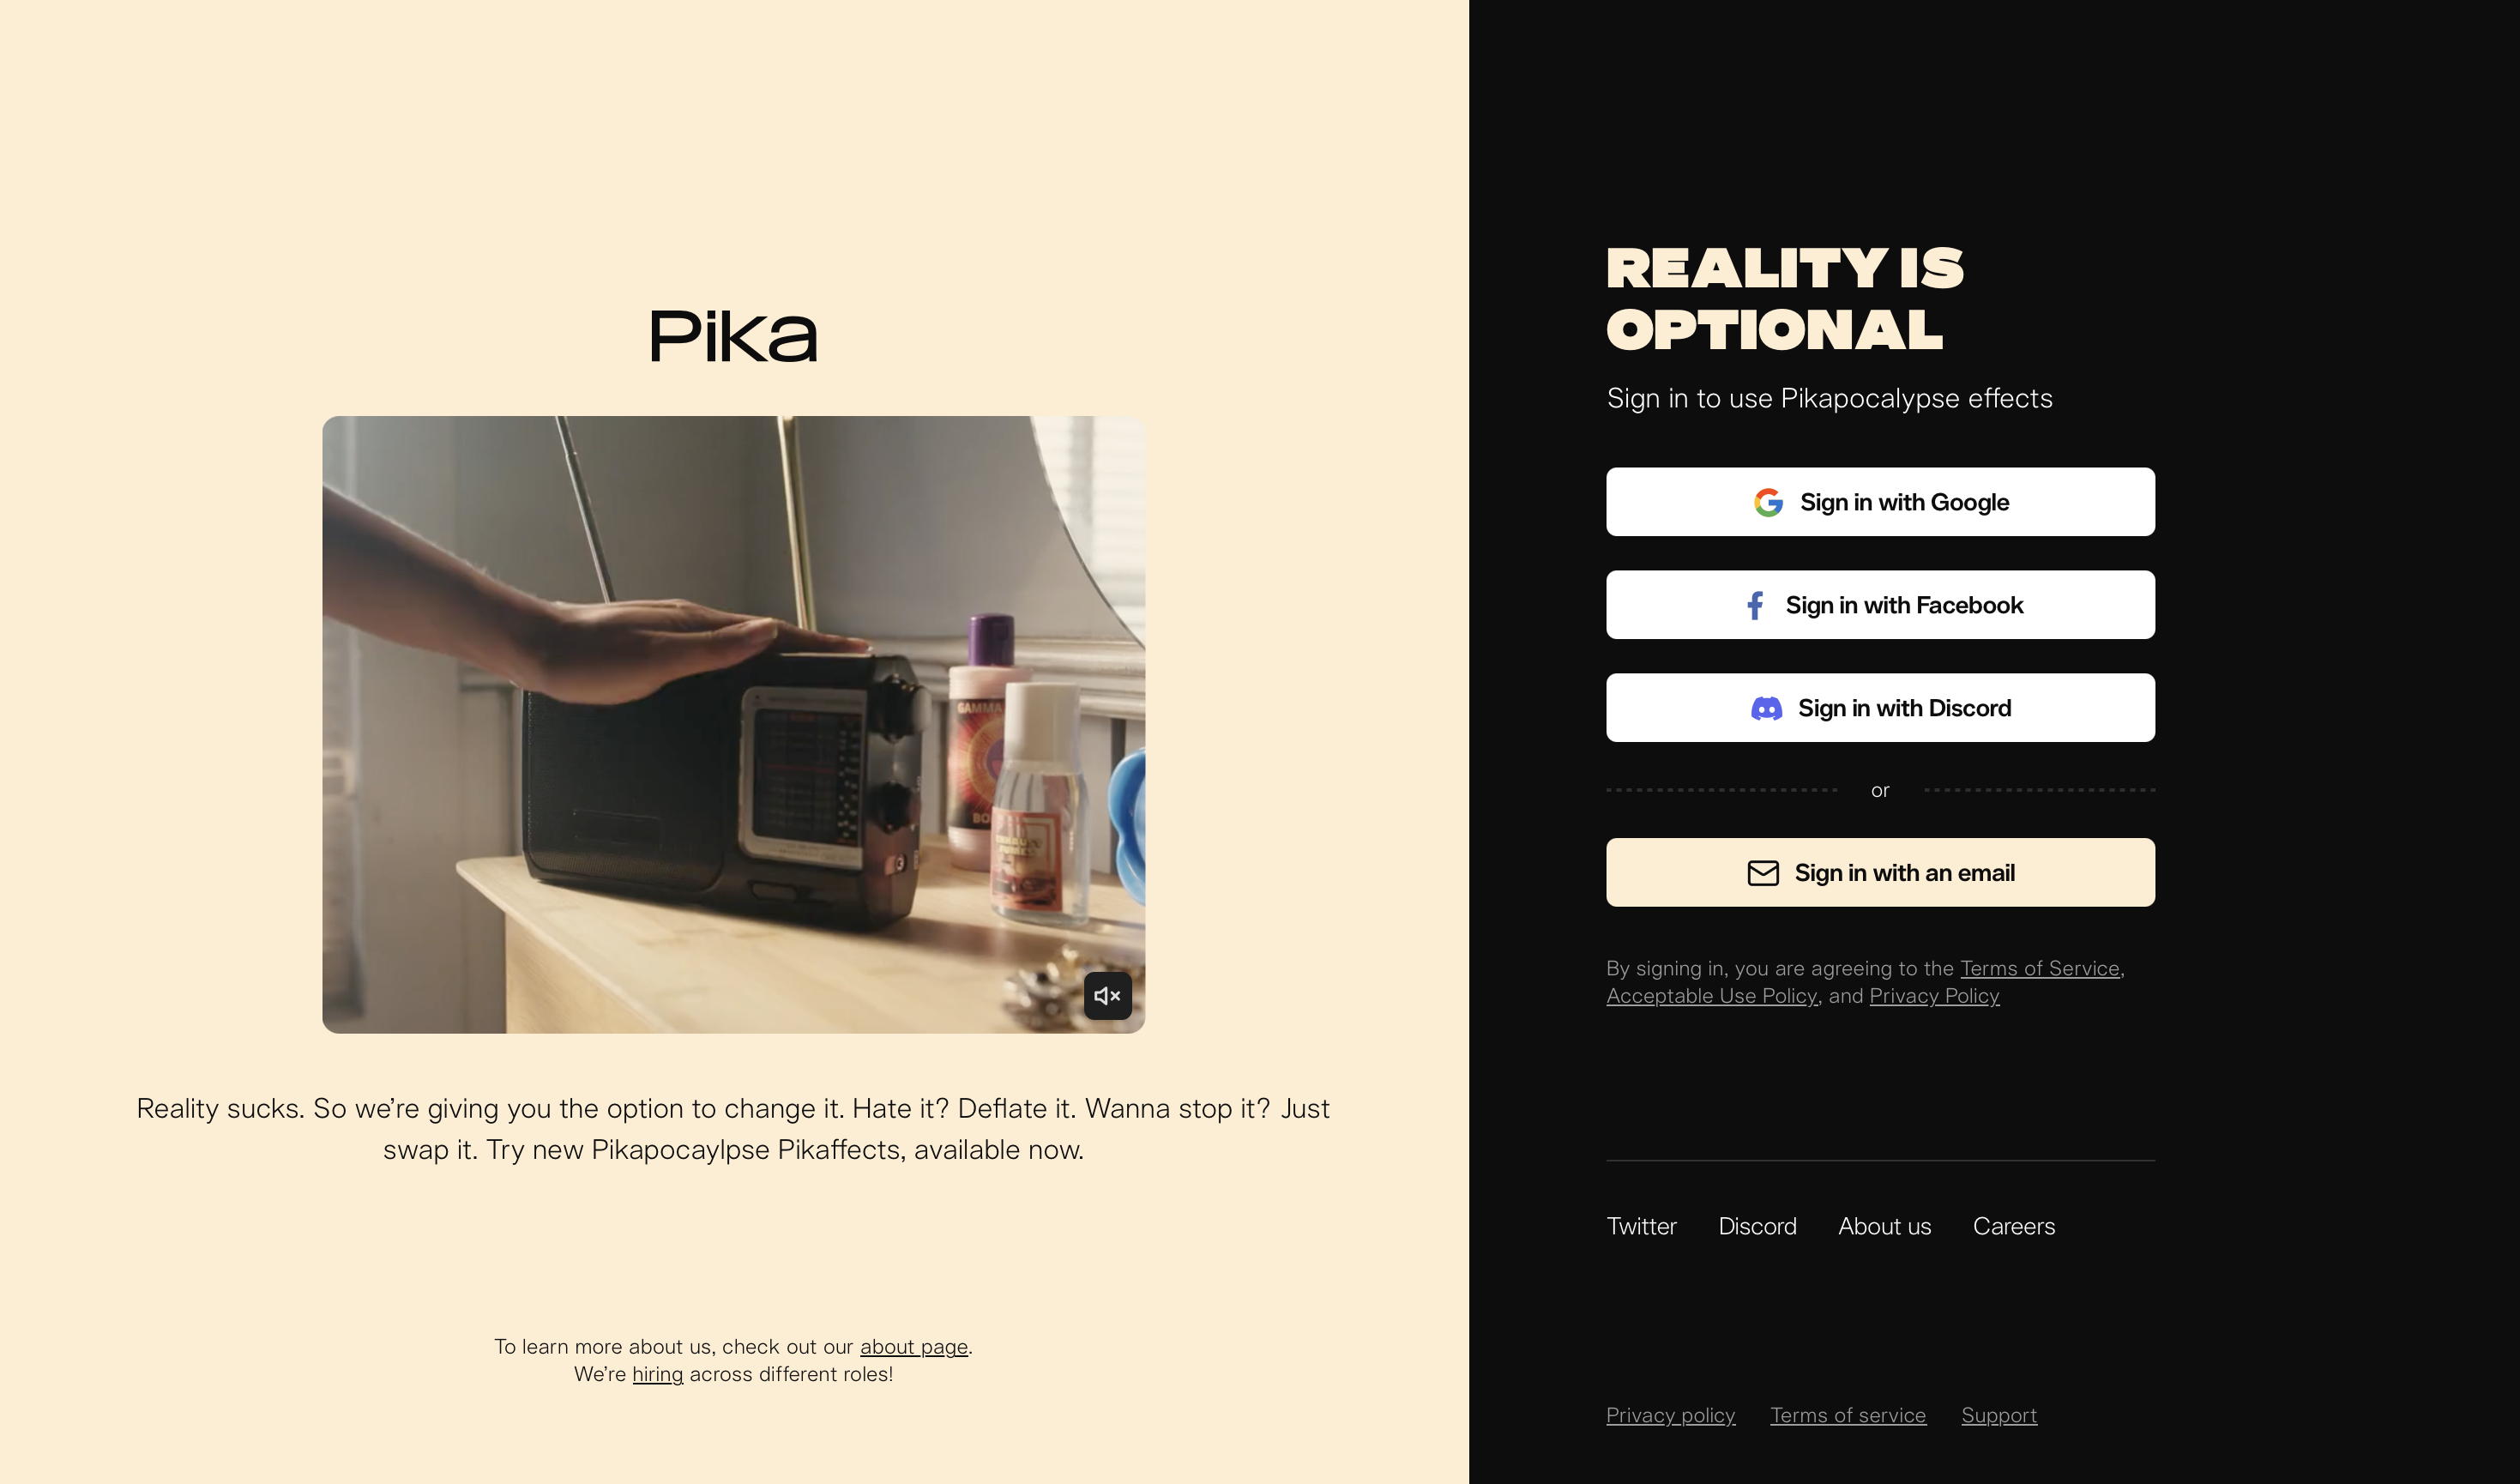 Pika
GAMMA
BO
Reality sucks. So we’re giving you the option to change it. Hate it? Deflate it. Wanna stop it? Just
swap it. Try new Pikapocaylpse Pikaffects, available now.
To learn more about us, check out our about page.
We’re hiring across different roles!
REALITY IS
OPTIONAL
Sign in to use Pikapocalypse effects
Sign in with Google
Sign in with Facebook
Sign in with Discord
or
Sign in with an email
By signing in, you are agreeing to the Terms of Service,
Acceptable Use Policy, and Privacy Policy
Twitter Discord About us Careers
Privacy policy Terms of service Support